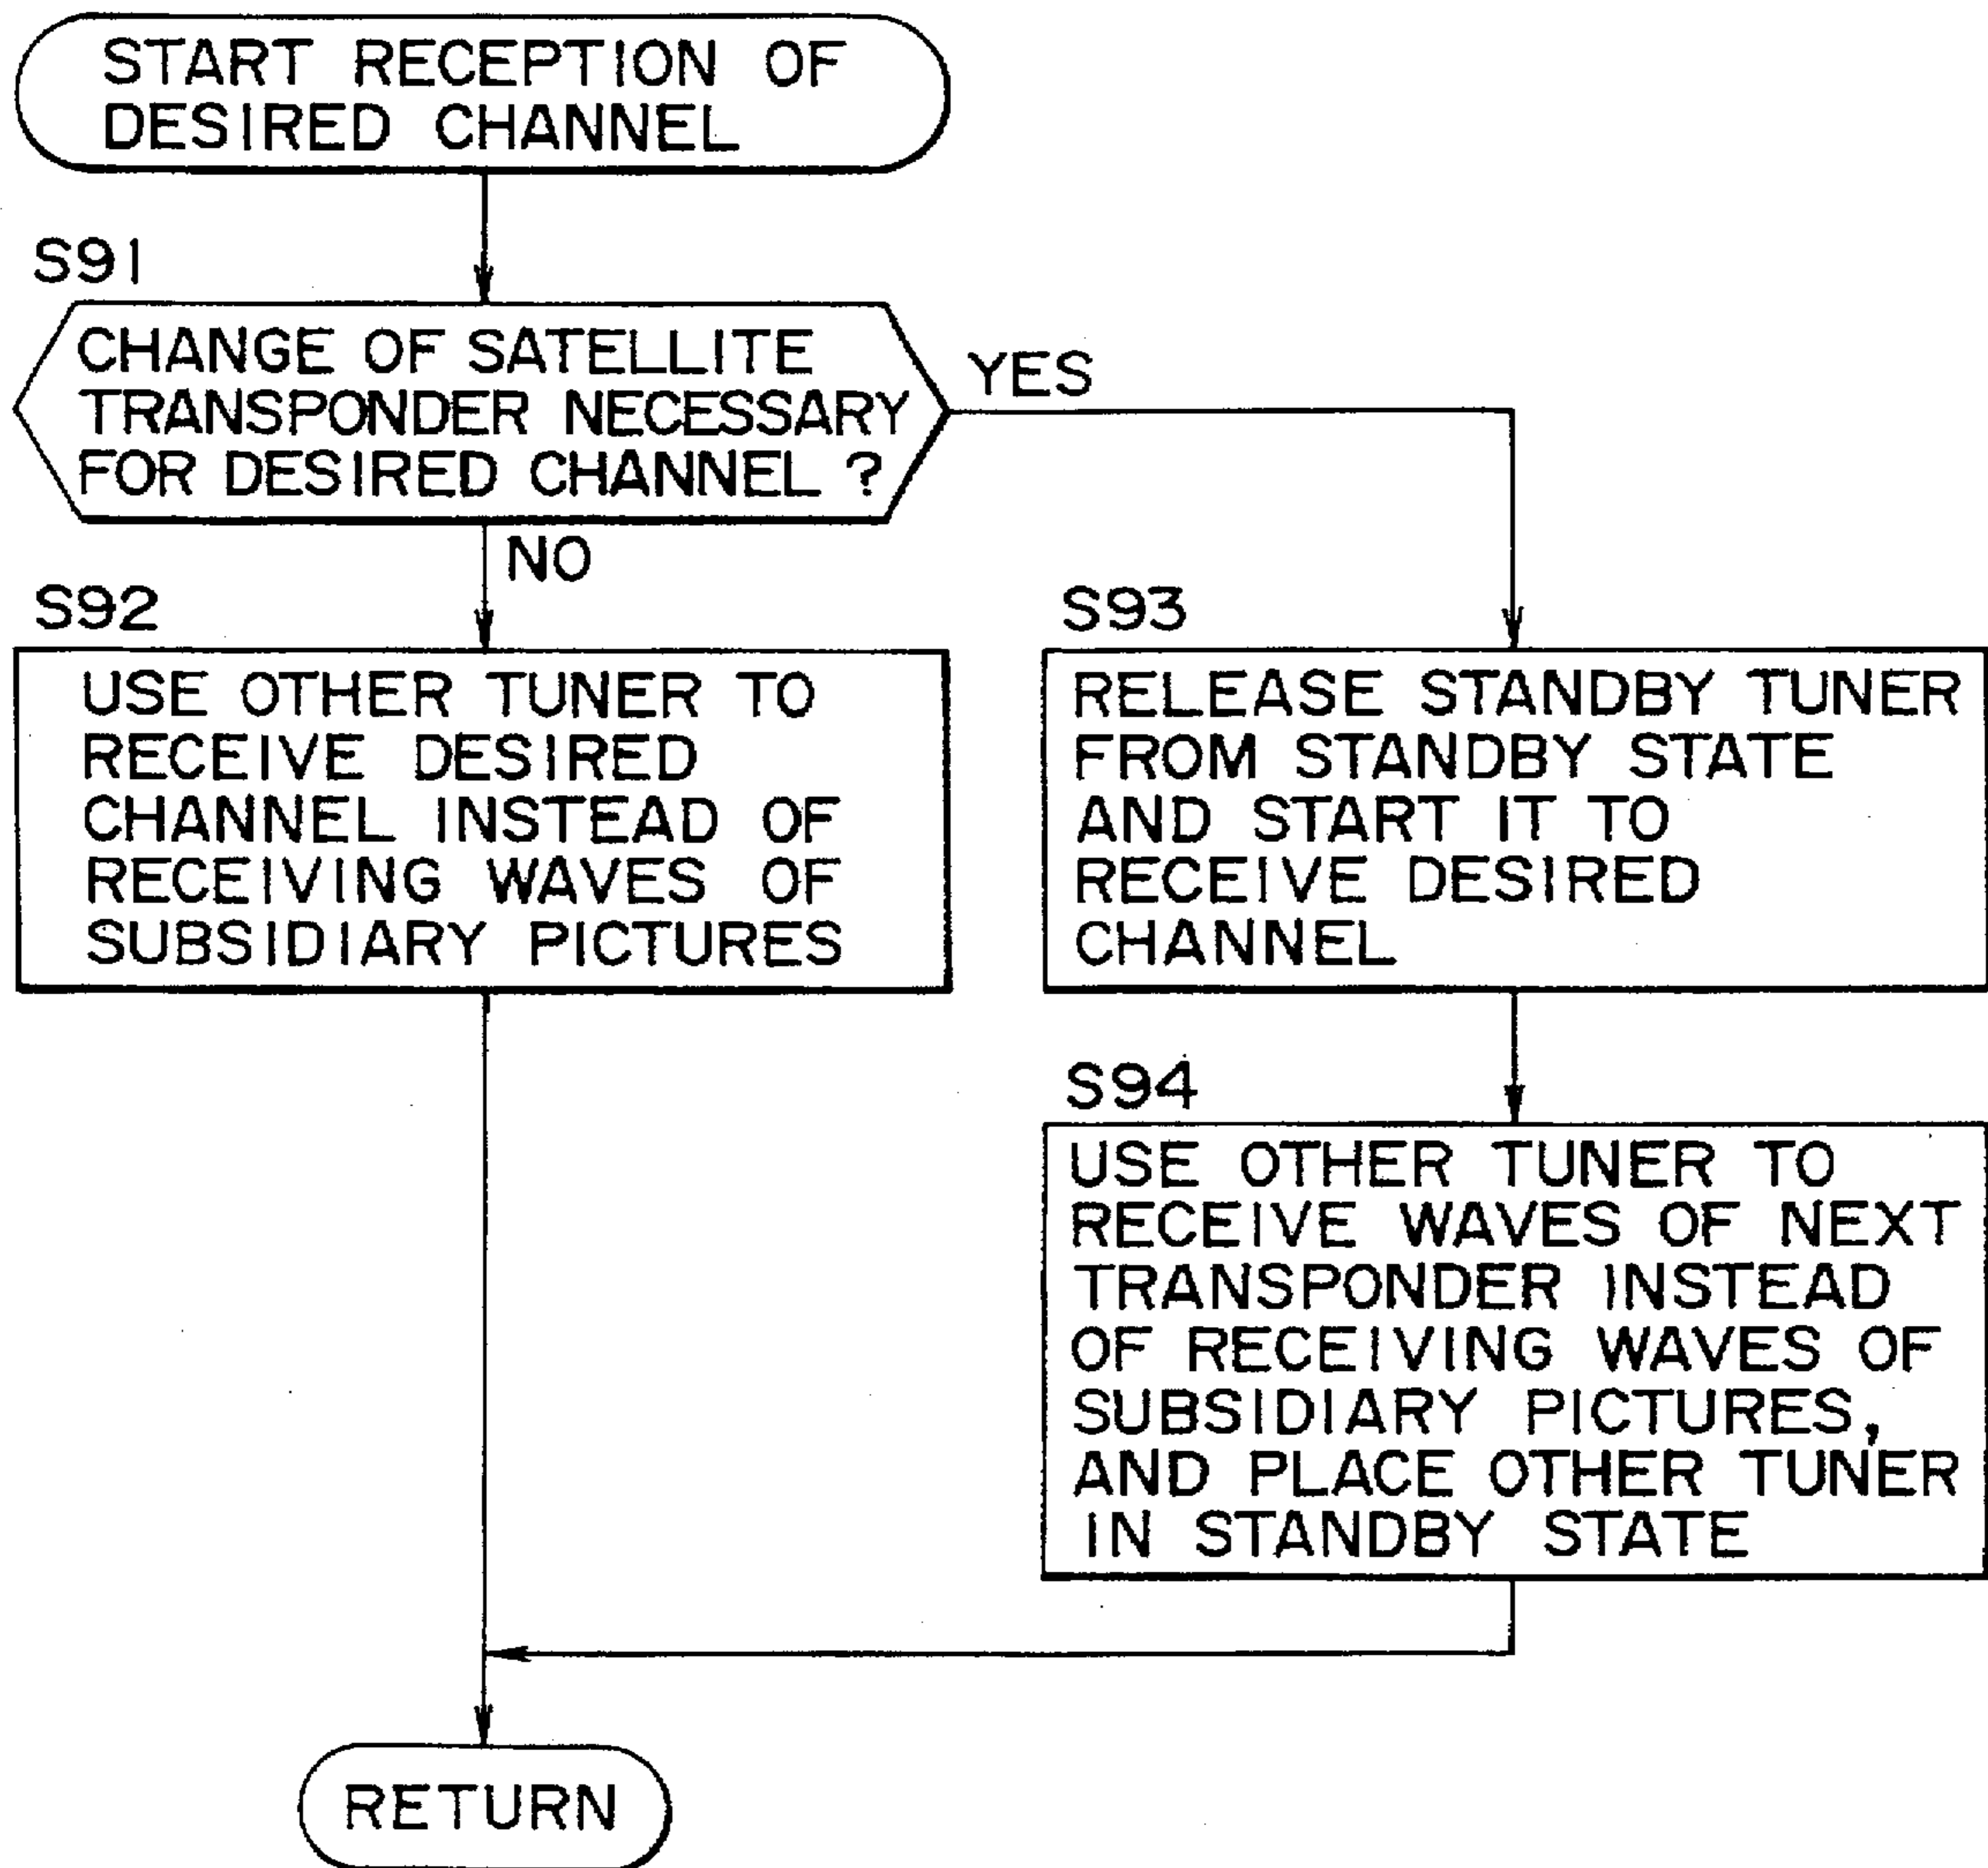 START RECEPTION OF
DESIRED CHANNEL
S91
CHANGE OF SATELLITE
TRANSPONDER NECESSARY
FOR DESIRED CHANNEL ?
YES
NO
S92
USE OTHER TUNER TO
RECEIVE DESIRED
CHANNEL INSTEAD OF
RECEIVING WAVES OF
SUBSIDIARY PICTURES
S93
RELEASE STANDBY TUNER
FROM STANDBY STATE
AND START IT TO
RECEIVE DESIRED
CHANNEL
S94
USE OTHER TUNER TO
RECEIVE WAVES OF NEXT
TRANSPONDER INSTEAD
OF RECEIVING WAVES OF
SUBSIDIARY PICTURES,
AND PLACE OTHER TUNER
IN STANDBY STATE
RETURN